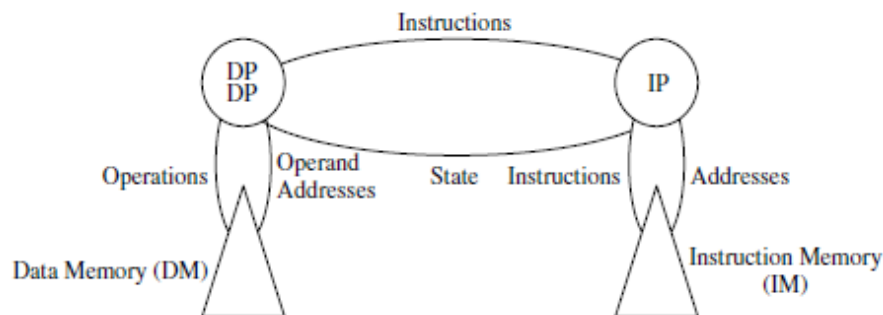 Instructions
DP
DP
IP
Operations
Operand
Addresses
State
Instructions
Addresses
Data Memory (DM)
Instruction Memory
(IM)